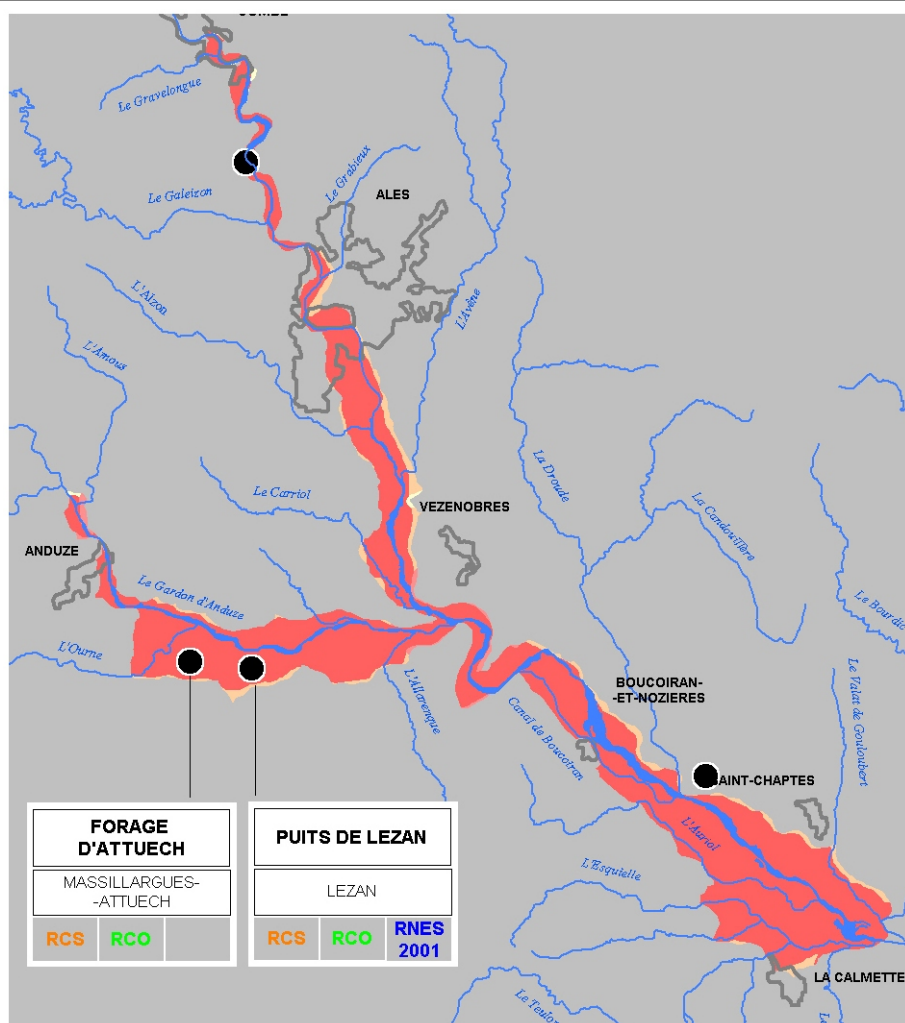 Le Gravelongue
Le Galeizon
Le Grabieux
ALES
L'Alzon
L'Avène
L'Amous
Le Carriol
VEZENOBRES
La Droude
La Candouillère
ANDUZE
Le Gardon d'Anduze
L'Ourne
Le Bourdic
L'Allarenque
Canal de Boucoiran
BOUCOIRAN-
-ET-NOZIERES
Le Valat de Gouloubert
SAINT-CHAPTES
L'Auriol
L'Esquielle
LA CALMETTE
FORAGE
D'ATTUECH
MASSILLARGUES-
-ATTUECH
RCS
RCO
PUITS DE LEZAN
LEZAN
RCS
RCO
RNES
2001